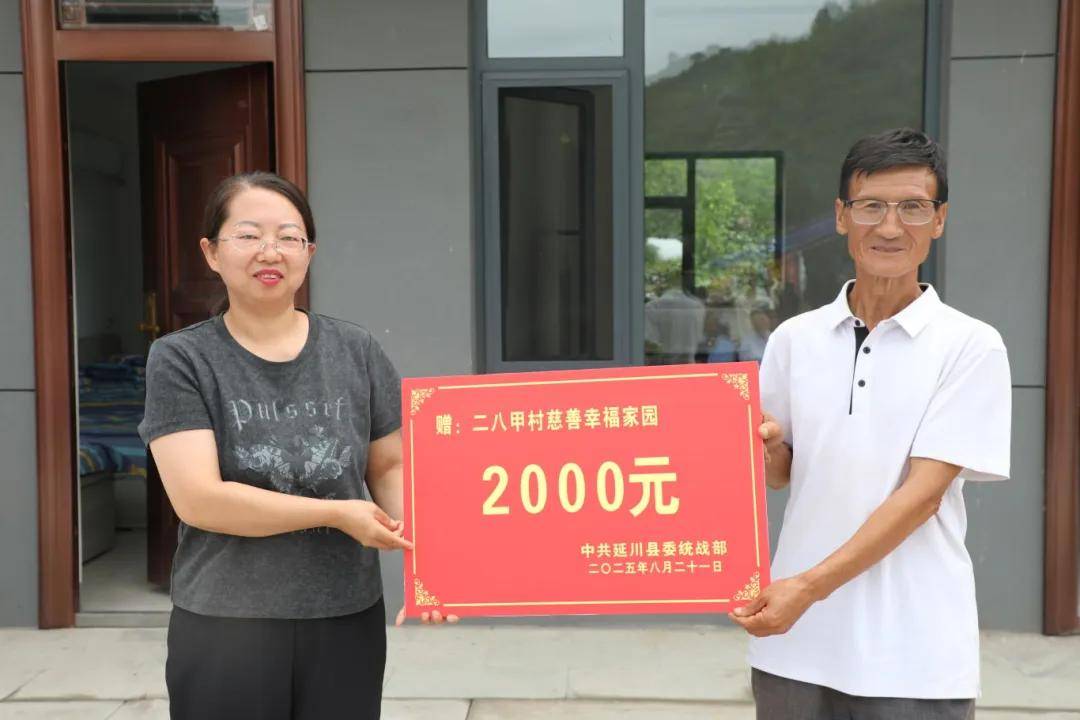 赠：二八甲村慈善幸福家园
2000元
中共延川县委统战部
二〇二五年八月二十一日